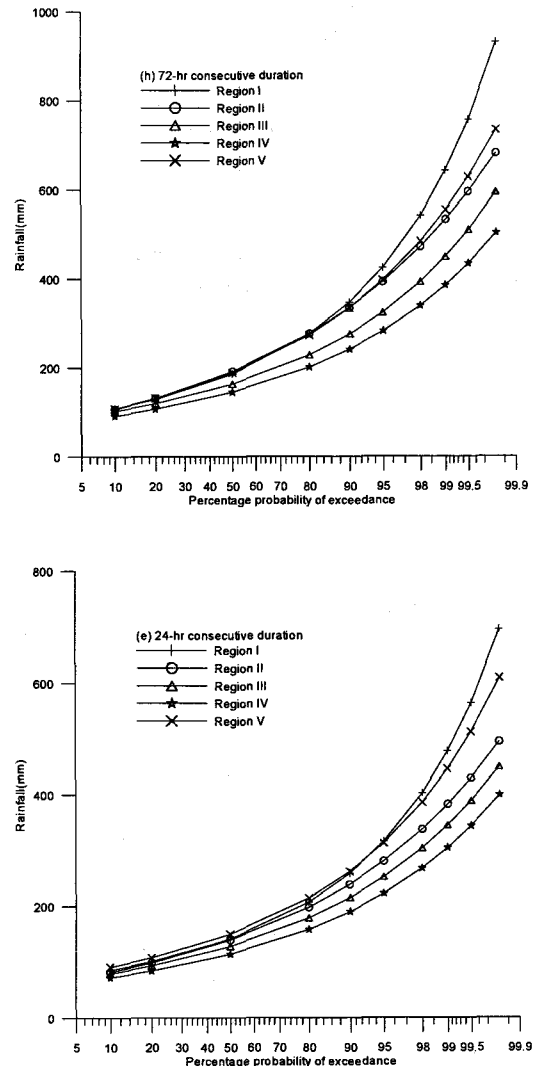 1000
(h) 72-hr consecutive duration
Region I
800
Region II
Region III
Region IV
Region V
600
Rainfall(mm)
400
200
0
5 10 20 30 40 50 60 70 80 90 95 98 99 99.5 99.9
Percentage probability of exceedance
800
(e) 24-hr consecutive duration
Region I
Region II
Region III
600
Region IV
Region V
Rainfall(mm)
400
200
0
5 10 20 30 40 50 60 70 80 90 95 98 99 99.5 99.9
Percentage probability of exceedance